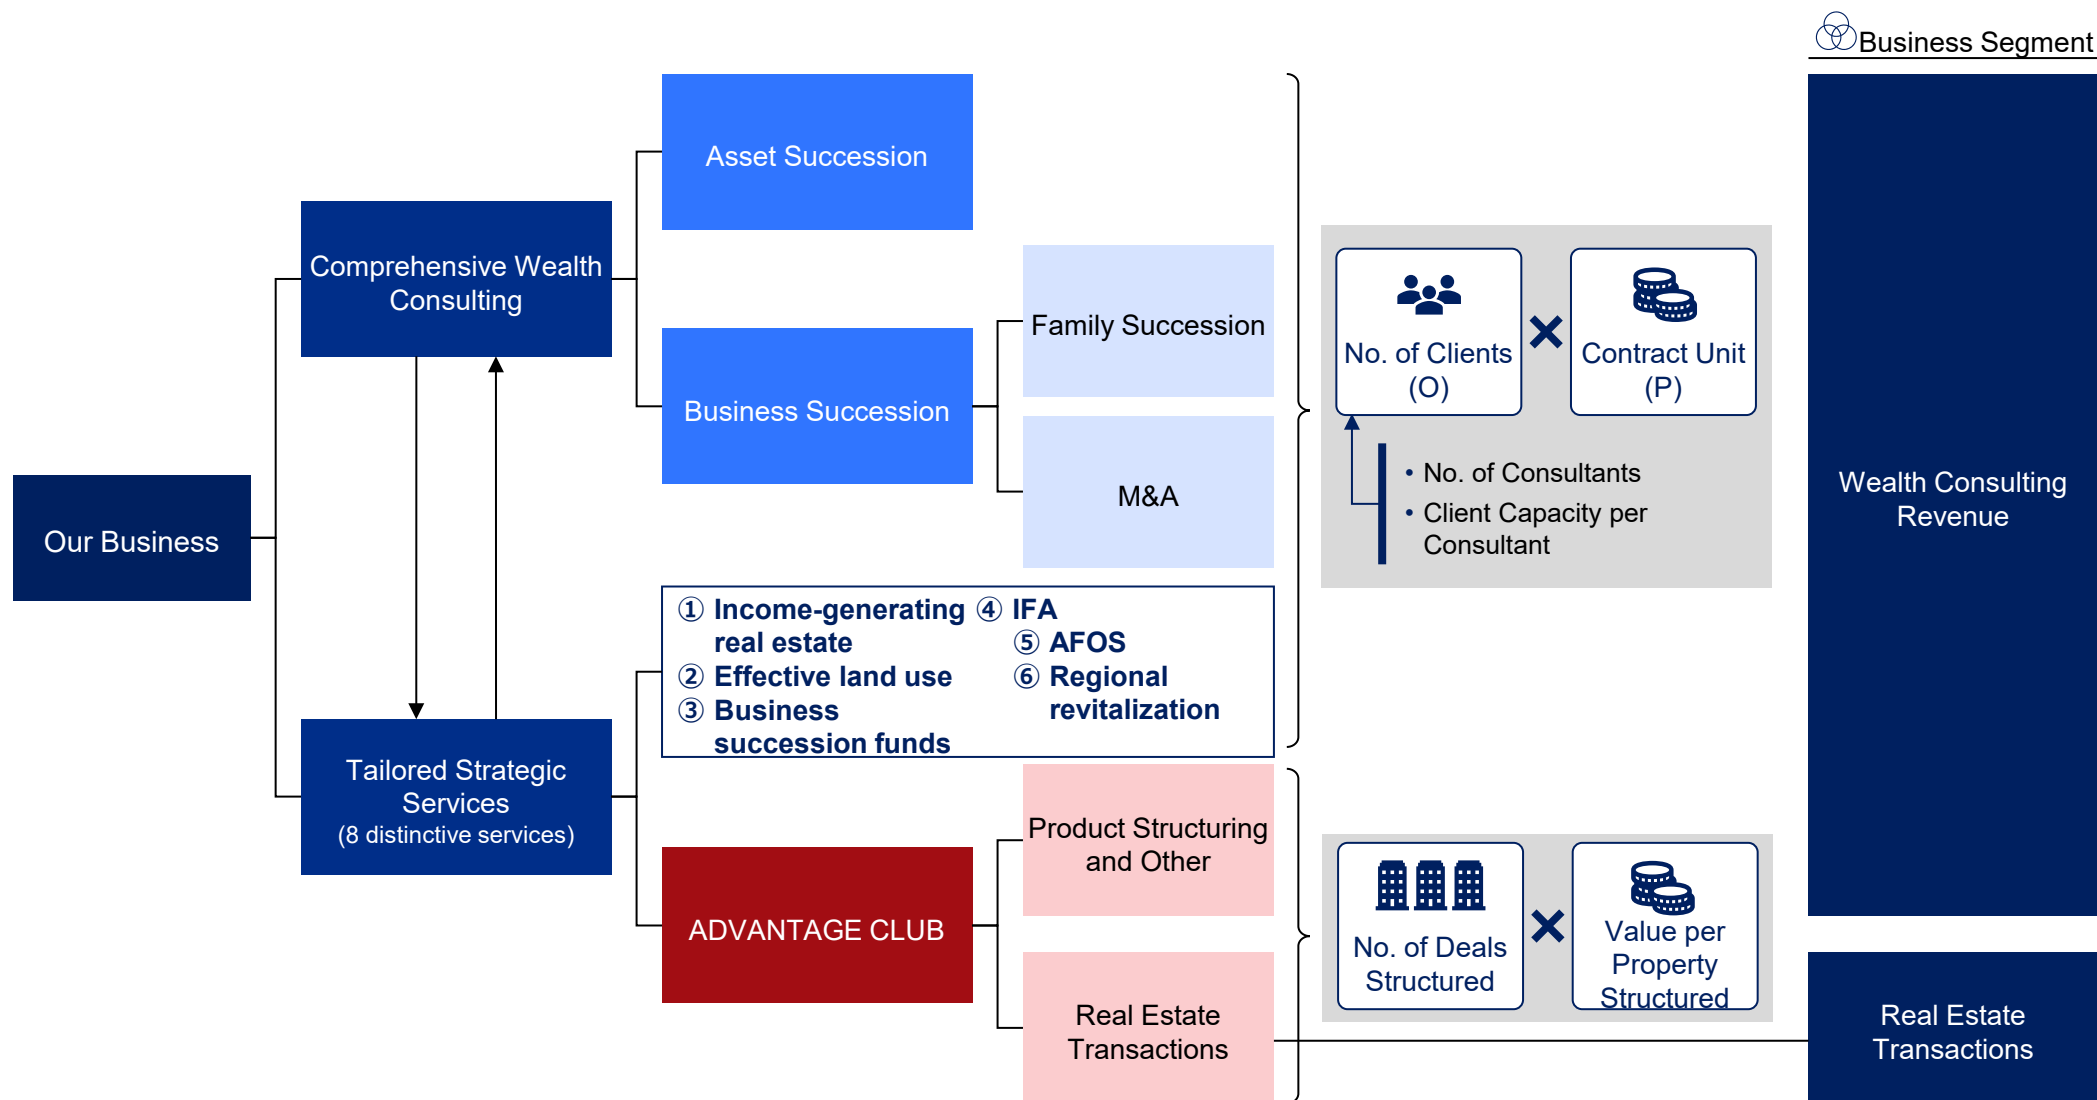 Business Segment
Asset Succession
Comprehensive Wealth
Consulting
Family Succession
Business Succession
M&A
No. of Clients
(O)
Contract Unit
(P)
• No. of Consultants
• Client Capacity per
Consultant
Wealth Consulting
Revenue
Our Business
① Income-generating
real estate
② Effective land use
③ Business
succession funds
④ IFA
⑤ AFOS
⑥ Regional
revitalization
Tailored Strategic
Services
(8 distinctive services)
Product Structuring
and Other
ADVANTAGE CLUB
No. of Deals
Structured
Value per
Property
Structured
Real Estate
Transactions
Real Estate
Transactions